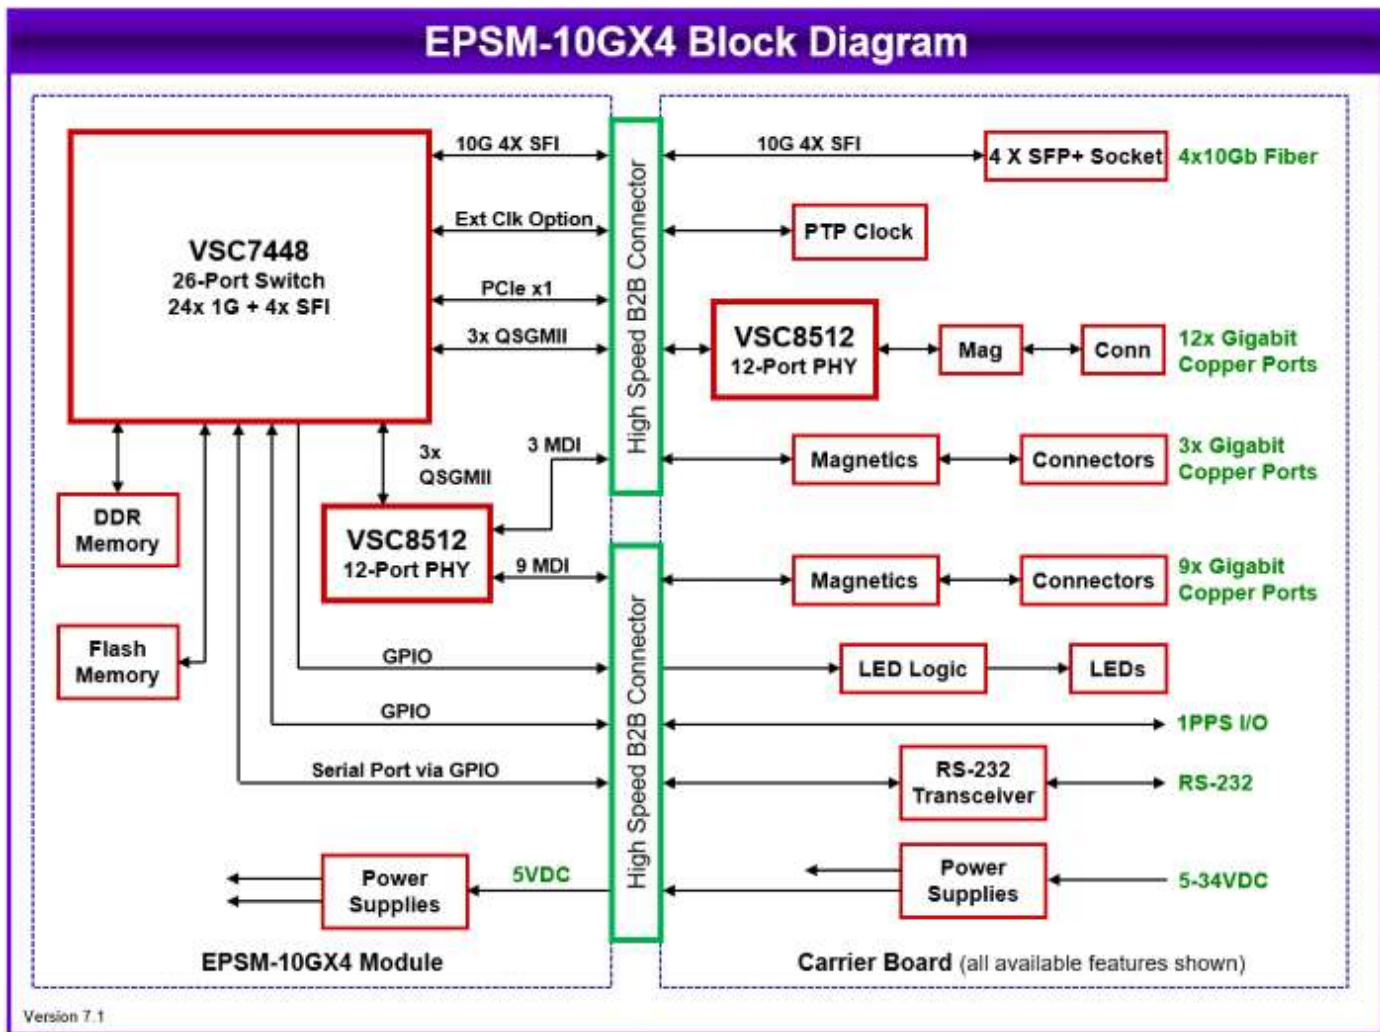 EPSM-10GX4 Block Diagram
VSC7448
26-Port Switch
24x 1G + 4x SFI
10G 4X SFI
Ext Clk Option
PCIe x1
3x QSGMII
High Speed B2B Connector
10G 4X SFI
4 X SFP+ Socket
4x10Gb Fiber
PTP Clock
VSC8512
12-Port PHY
Mag
Conn
12x Gigabit
Copper Ports
3x
QSGMII
3 MDI
Magnetics
Connectors
3x Gigabit
Copper Ports
DDR
Memory
VSC8512
12-Port PHY
9 MDI
High Speed B2B Connector
Magnetics
Connectors
9x Gigabit
Copper Ports
Flash
Memory
GPIO
LED Logic
LEDs
GPIO
1PPS I/O
Serial Port via GPIO
RS-232
Transceiver
RS-232
Power
Supplies
5VDC
Power
Supplies
5-34VDC
EPSM-10GX4 Module
Carrier Board (all available features shown)
Version 7.1